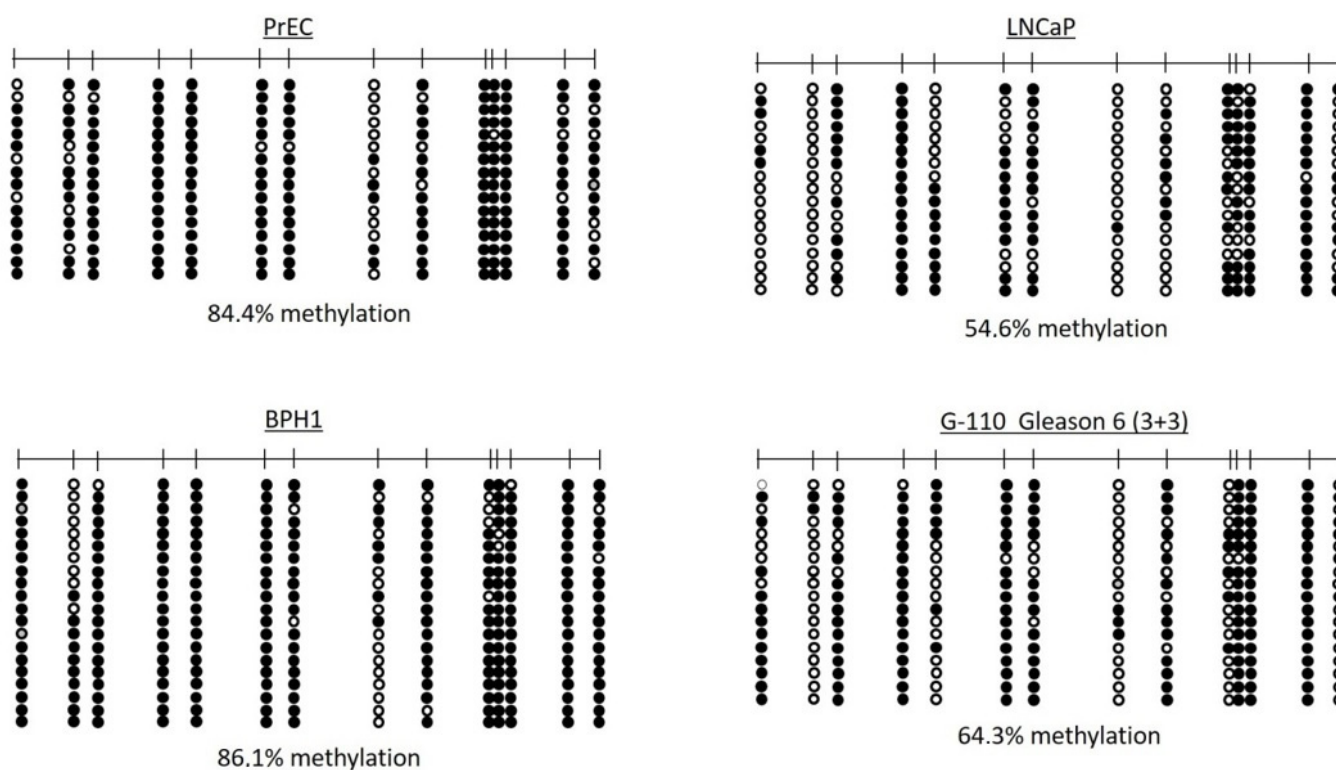 PrEC
84.4% methylation
LNCaP
54.6% methylation
BPH1
86.1% methylation
G-110 Gleason 6 (3+3)
64.3% methylation